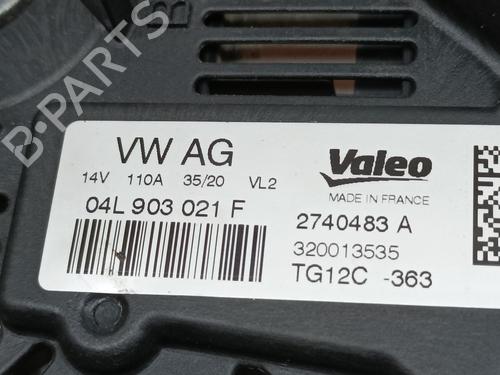 B
B-PARTS
VW AG
14V 110A 35/20 VL2
04L 903 021 F
Valeo
MADE IN FRANCE
2740483 A
320013535
TG12C -363